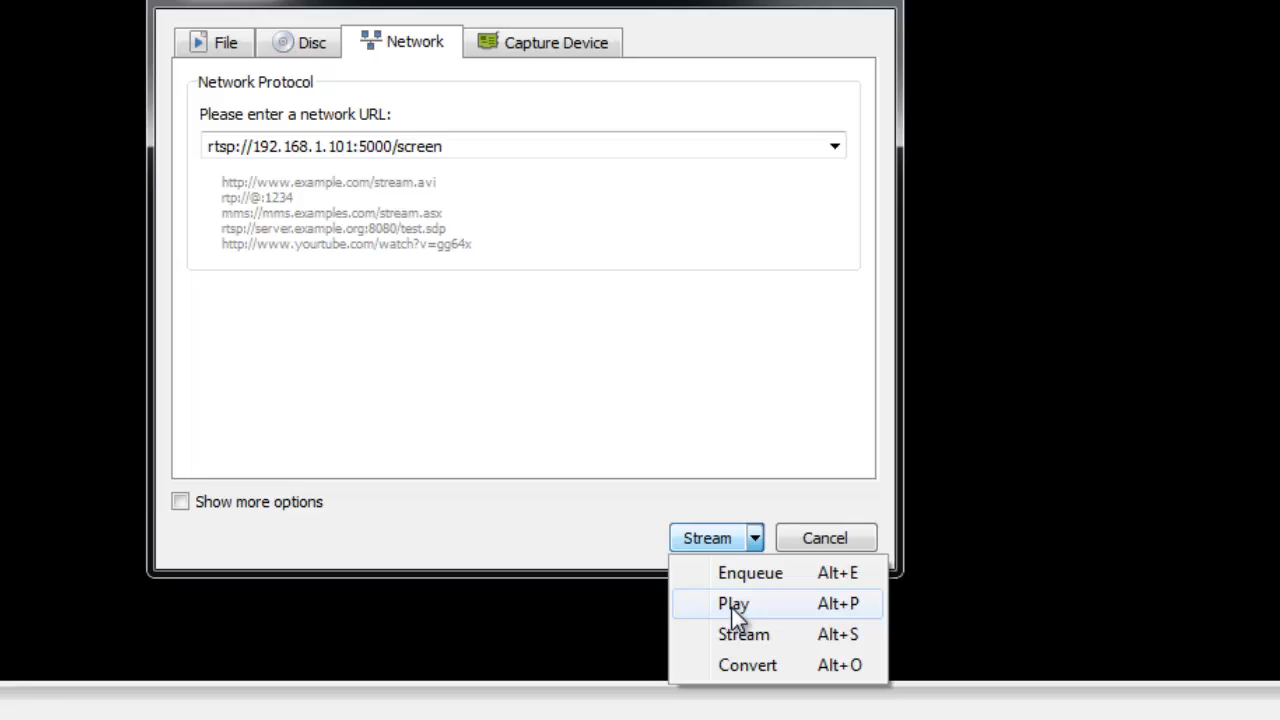 File Disc Network Capture Device
Network Protocol
Please enter a network URL:
rtsp://192.168.1.101:5000/screen
http://www.example.com/stream.avi
rtp://@:1234
mms://mms.examples.com/stream.asx
rtsp://server.example.org:8080/test.sdp
http://www.yourtube.com/watch?v=gg64x
Show more options
Stream Cancel
Enqueue Alt+E
Play Alt+P
Stream Alt+S
Convert Alt+O